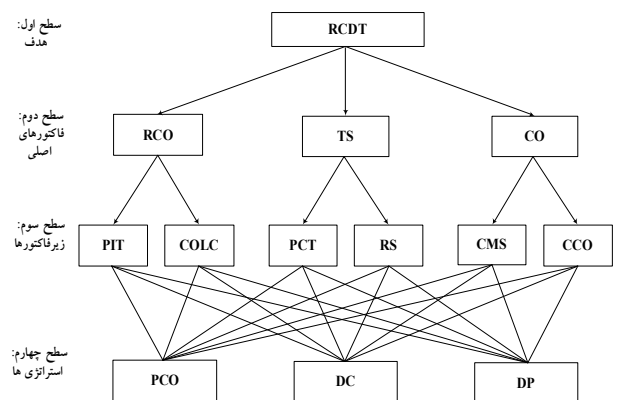 سطح اول:
هدف
RCDT
سطح دوم:
فاکتورهای
اصلی
RCO
TS
CO
سطح سوم:
زیرفاکتورها
PIT
COLC
PCT
RS
CMS
CCO
سطح چهارم:
استراتژی ها
PCO
DC
DP